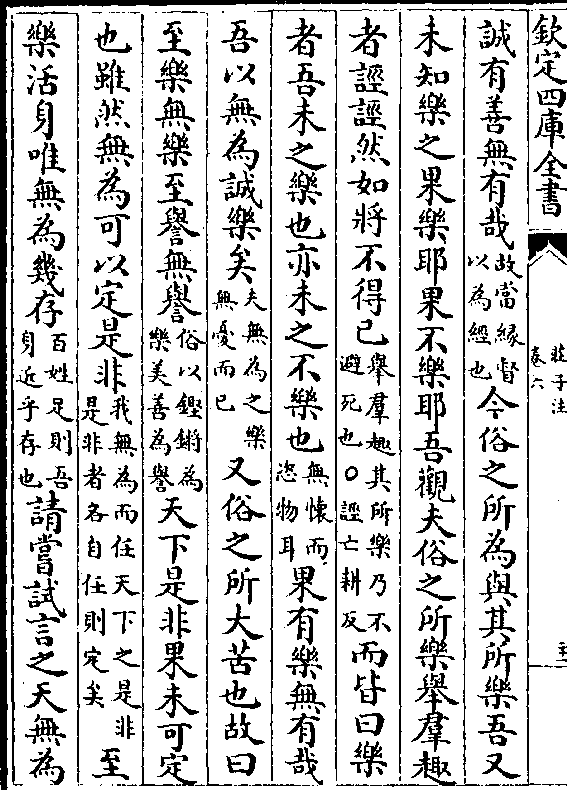 欽定四庫全書
莊子注
卷六
誠有善無有哉故當緣督以為經也今俗之所為與其所樂吾又
未知樂之果樂耶果不樂耶吾觀夫俗之所樂舉羣趣
者誙誙然如將不得已舉羣趣其所樂乃不避死也○誙亡耕反而皆曰樂
者吾未之樂也亦未之不樂也無懷而恣物耳果有樂無有哉
吾以無為誠樂矣夫無為之樂無憂而已又俗之所大苦也故曰
至樂無樂至譽無譽俗以鏗鏘為樂美善為譽天下是非果未可定
也雖然無為可以定是非我無為而任天下之是非是非者各自任則定矣至
樂活身唯無為幾存百姓足則吾身近乎存也請嘗試言之天無為